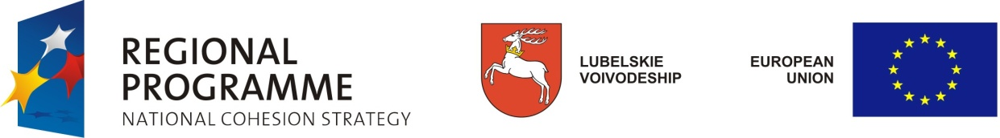 REGIONAL
PROGRAMME
NATIONAL COHESION STRATEGY
LUBELSKIE
VOIVODESHIP
EUROPEAN
UNION